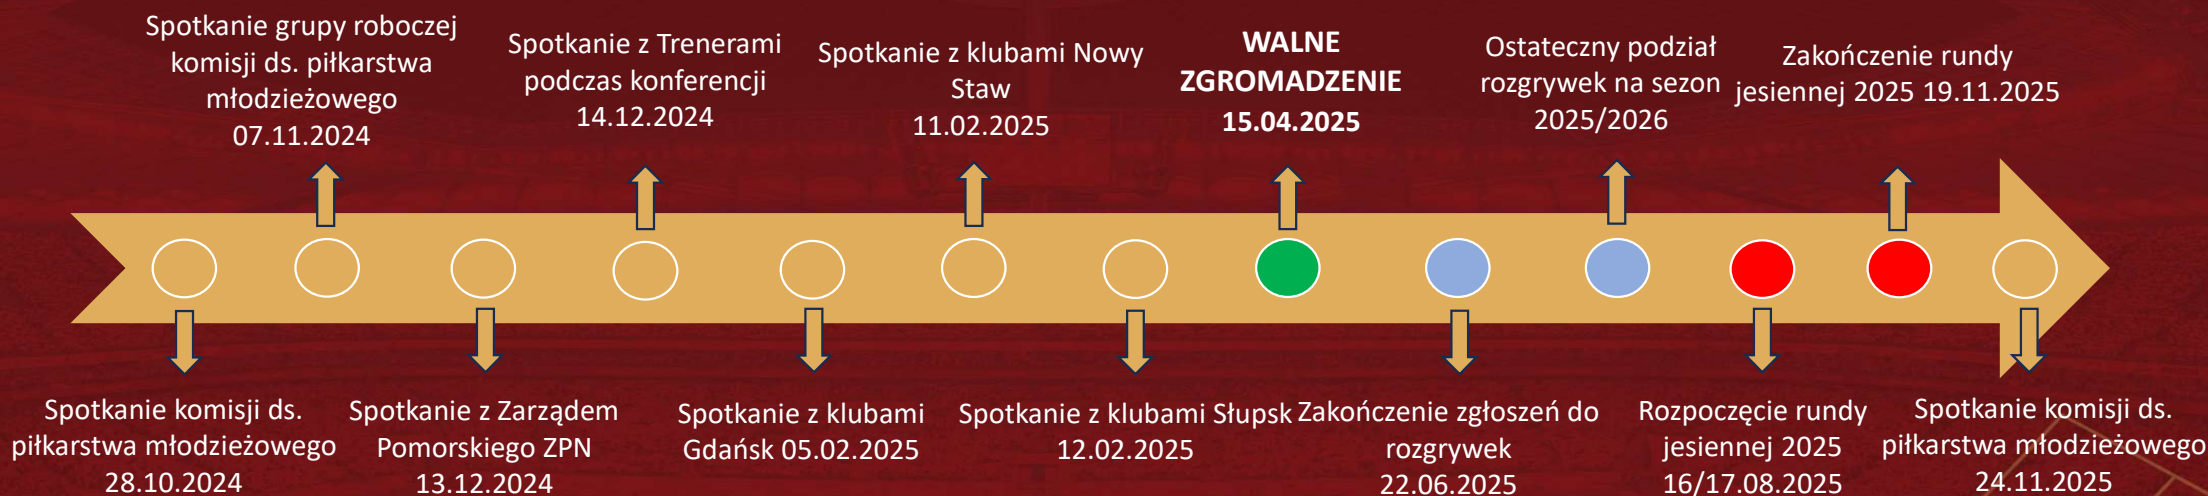 Spotkanie grupy roboczej
komisji ds. piłkarstwa
młodzieżowego
07.11.2024
Spotkanie z Trenerami
podczas konferencji
14.12.2024
Spotkanie z klubami Nowy
Staw
11.02.2025
WALNE
ZGROMADZENIE
15.04.2025
Ostateczny podział
rozgrywek na sezon
2025/2026
Zakończenie rundy
jesiennej 2025 19.11.2025
Spotkanie komisji ds.
piłkarstwa młodzieżowego
28.10.2024
Spotkanie z Zarządem
Pomorskiego ZPN
13.12.2024
Spotkanie z klubami
Gdańsk 05.02.2025
Spotkanie z klubami Słupsk
12.02.2025
Zakończenie zgłoszeń do
rozgrywek
22.06.2025
Rozpoczęcie rundy
jesiennej 2025
16/17.08.2025
Spotkanie komisji ds.
piłkarstwa młodzieżowego
24.11.2025